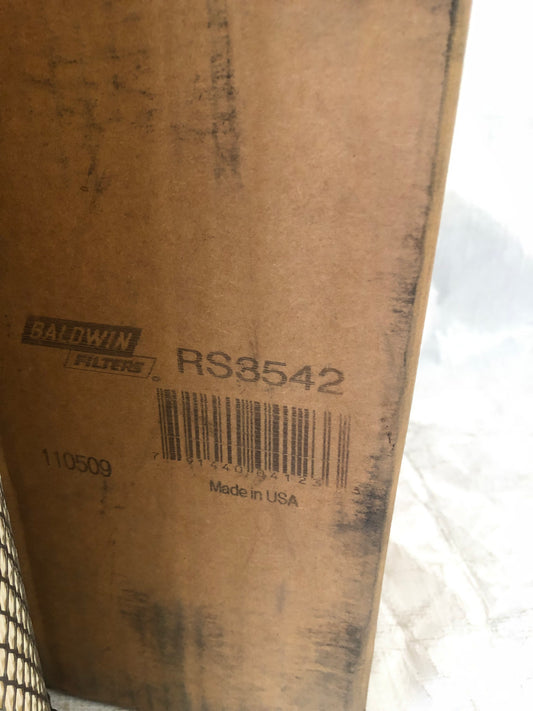 BALDWIN
FILTERS
RS3542
110509
Made in USA